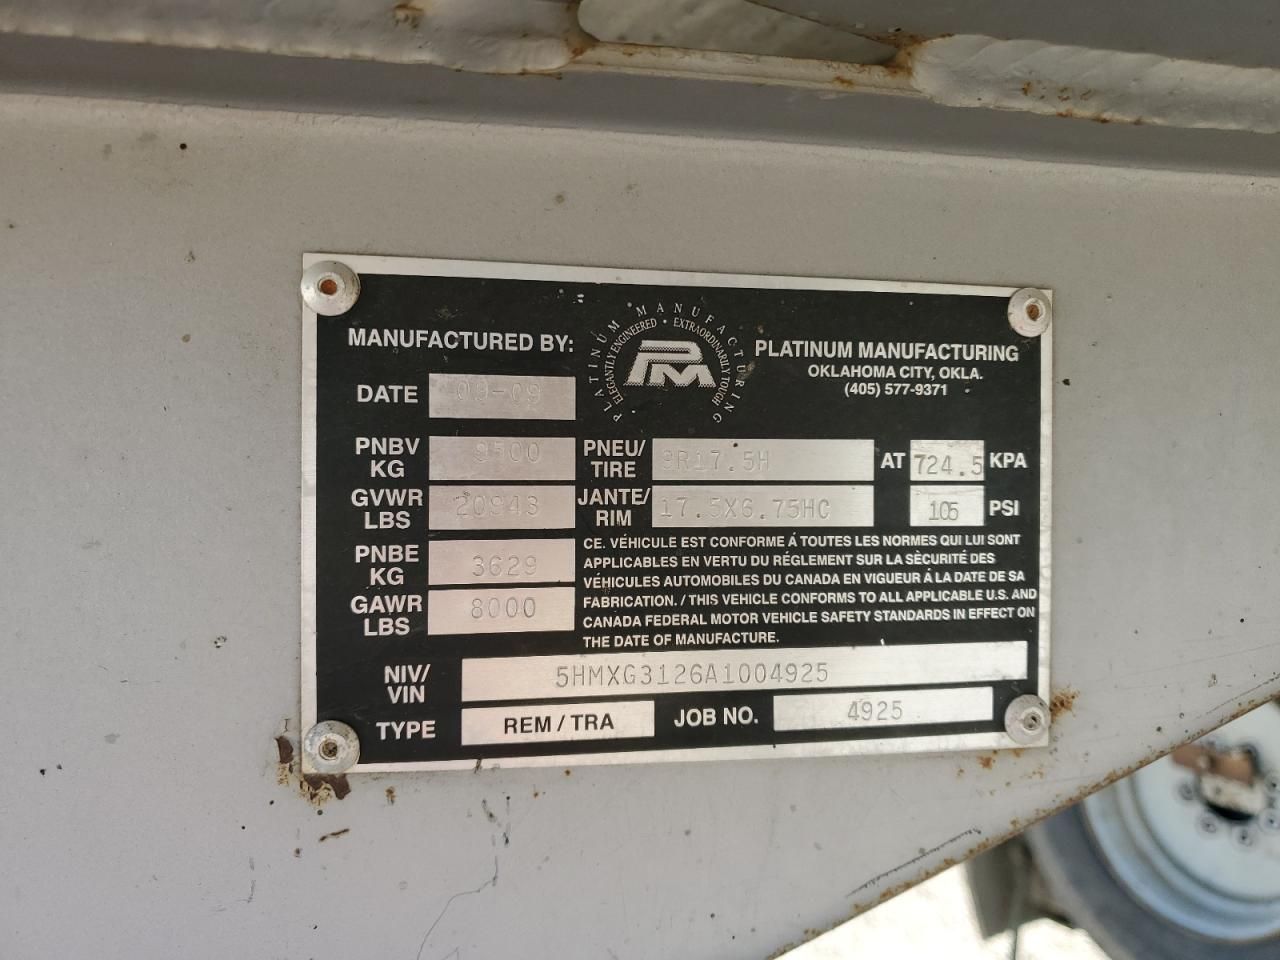 MANUFACTURED BY:
PLATINUM MANUFACTURING
ELEGANTLY ENGINEERED • EXTRAORDINARILY TOUGH
PM
PLATINUM MANUFACTURING
OKLAHOMA CITY, OKLA.
(405) 577-9371
DATE 09-09
PNBV KG 9500
GVWR LBS 20943
PNBE KG 3629
GAWR LBS 8000
PNEU/ TIRE 8R17.5H AT 724.5 KPA
JANTE/ RIM 17.5X6.75HC 105 PSI
CE. VÉHICULE EST CONFORME Á TOUTES LES NORMES QUI LUI SONT
APPLICABLES EN VERTU DU RÉGLEMENT SUR LA SÈCURITÉ DES
VÉHICULES AUTOMOBILES DU CANADA EN VIGUEUR Á LA DATE DE SA
FABRICATION. / THIS VEHICLE CONFORMS TO ALL APPLICABLE U.S. AND
CANADA FEDERAL MOTOR VEHICLE SAFETY STANDARDS IN EFFECT ON
THE DATE OF MANUFACTURE.
NIV/ VIN 5HMXG3126A1004925
TYPE REM / TRA JOB NO. 4925